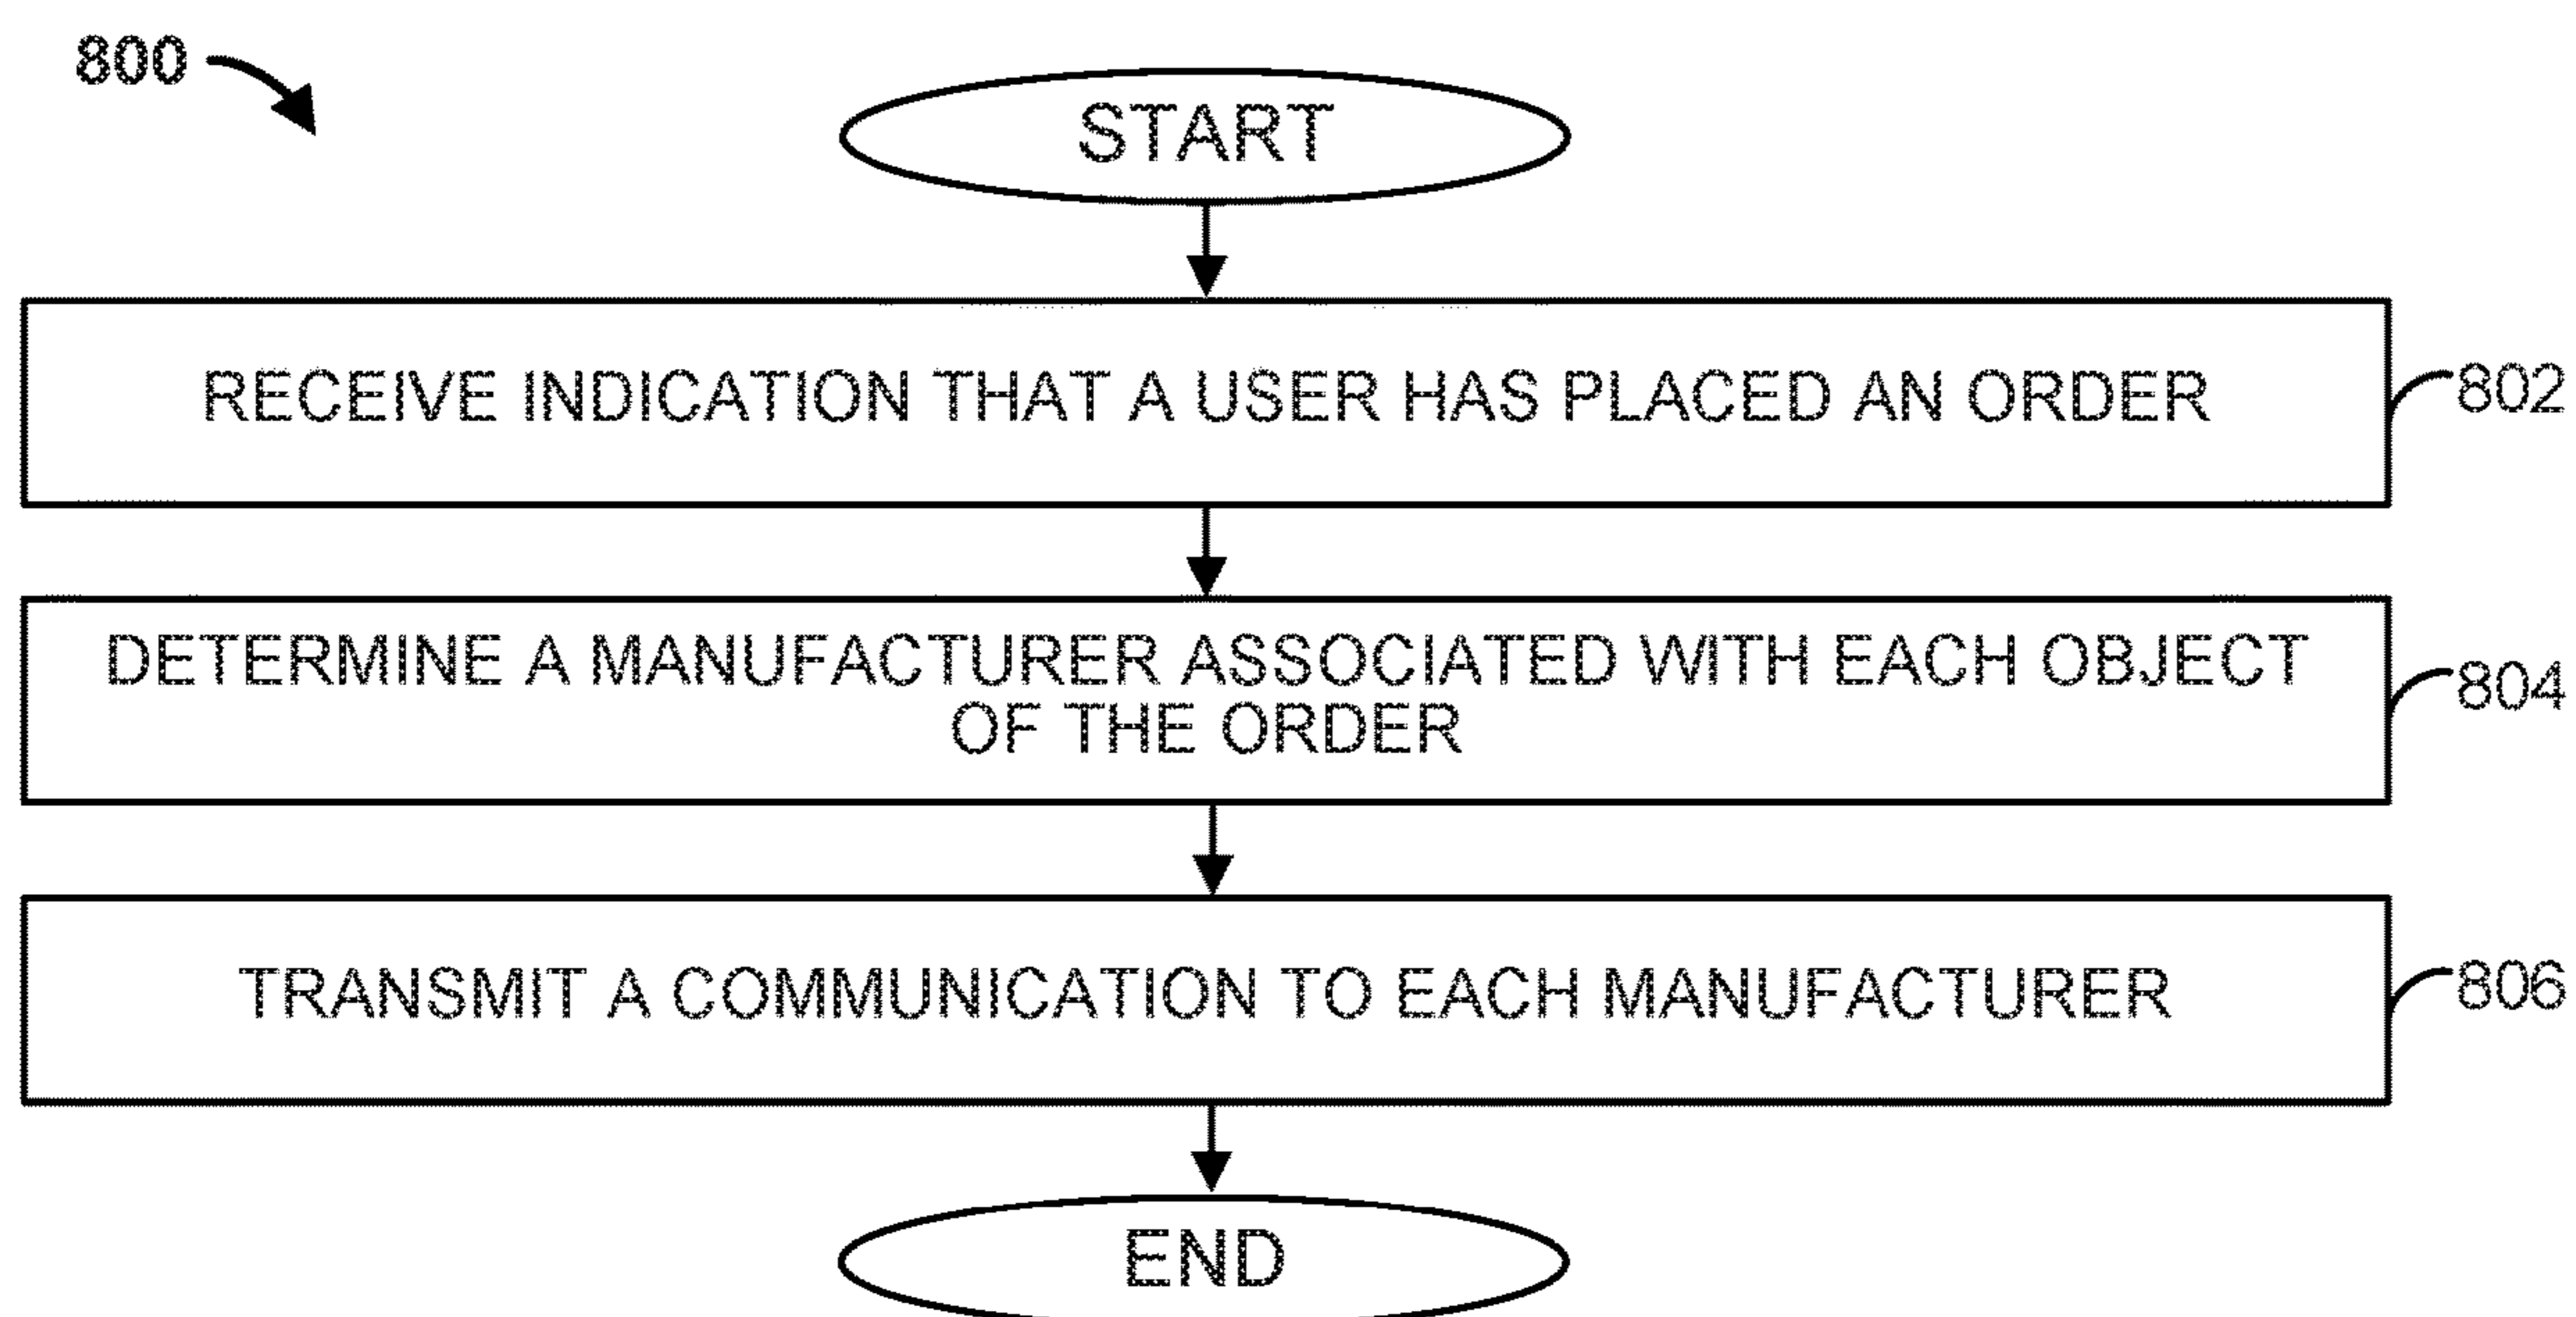 800
START
RECEIVE INDICATION THAT A USER HAS PLACED AN ORDER
802
DETERMINE A MANUFACTURER ASSOCIATED WITH EACH OBJECT
OF THE ORDER
804
TRANSMIT A COMMUNICATION TO EACH MANUFACTURER
806
END